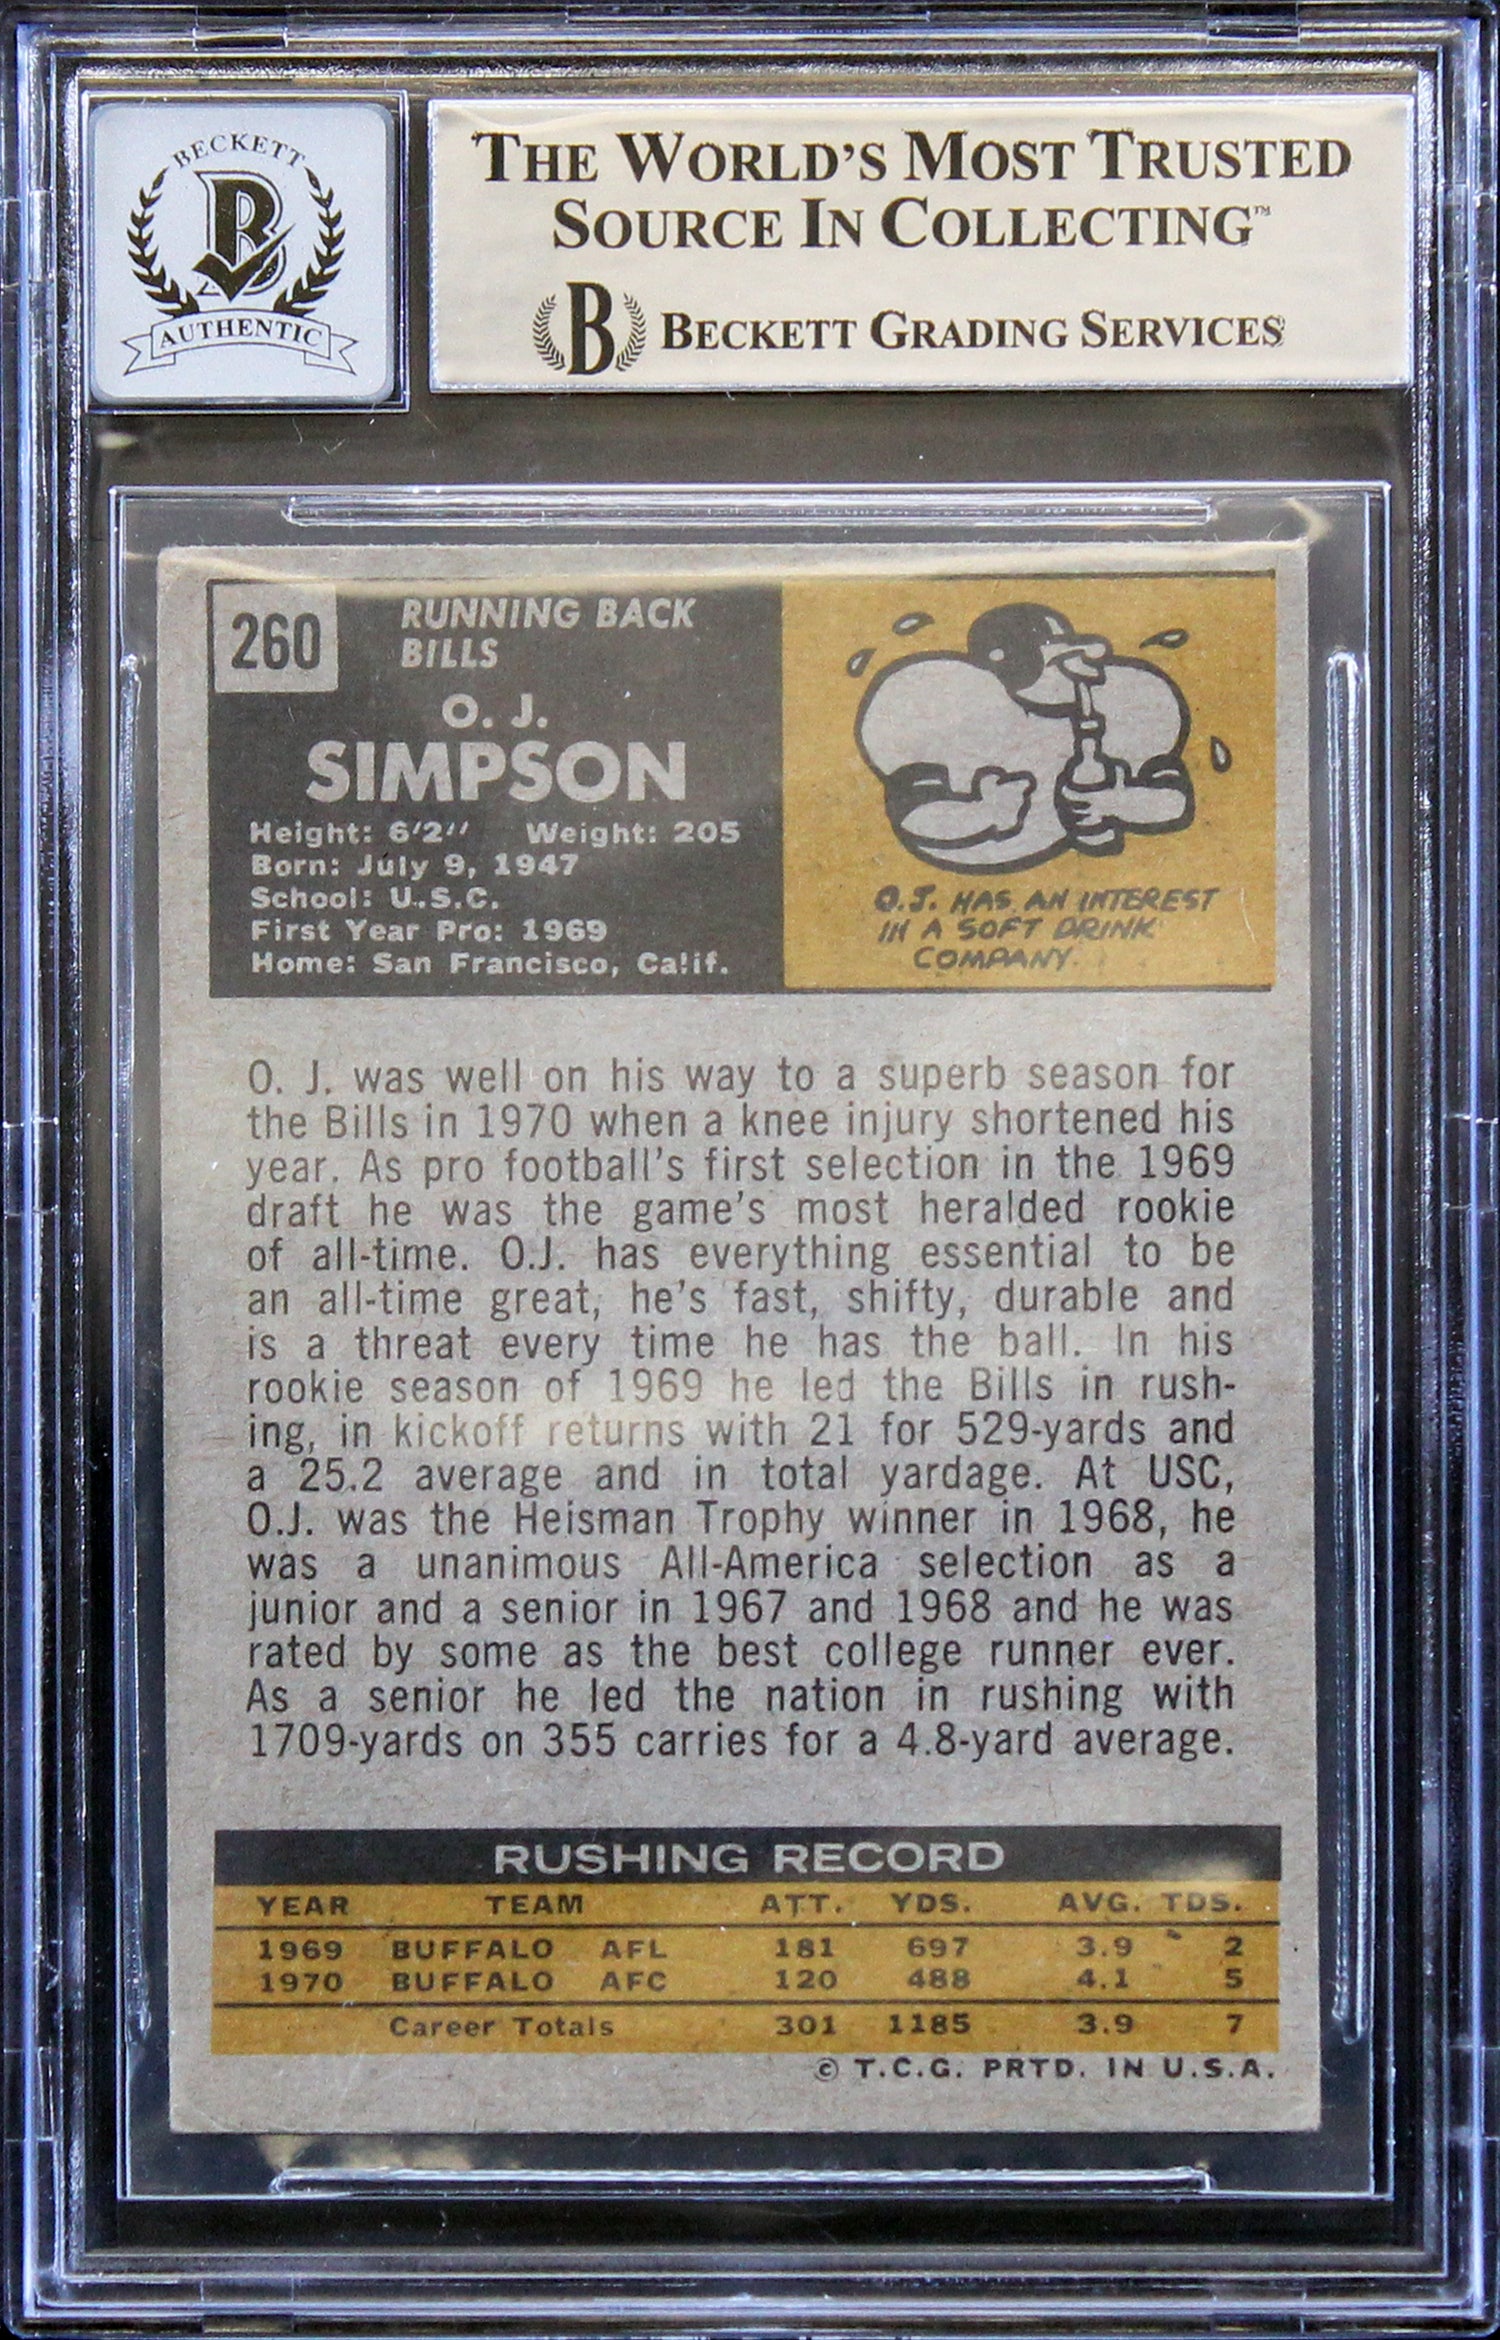 BECKETT
B
AUTHENTIC
THE WORLD'S MOST TRUSTED
SOURCE IN COLLECTING™
B BECKETT GRADING SERVICES
260
RUNNING BACK
BILLS
O. J.
SIMPSON
Height: 6'2'' Weight: 205
Born: July 9, 1947
School: U.S.C.
First Year Pro: 1969
Home: San Francisco, Calif.
O.J. HAS AN INTEREST
IN A SOFT DRINK
COMPANY.
O. J. was well on his way to a superb season for
the Bills in 1970 when a knee injury shortened his
year. As pro football's first selection in the 1969
draft he was the game's most heralded rookie
of all-time. O.J. has everything essential to be
an all-time great, he's fast, shifty, durable and
is a threat every time he has the ball. In his
rookie season of 1969 he led the Bills in rush-
ing, in kickoff returns with 21 for 529-yards and
a 25.2 average and in total yardage. At USC,
O.J. was the Heisman Trophy winner in 1968, he
was a unanimous All-America selection as a
junior and a senior in 1967 and 1968 and he was
rated by some as the best college runner ever.
As a senior he led the nation in rushing with
1709-yards on 355 carries for a 4.8-yard average.
RUSHING RECORD
YEAR TEAM ATT. YDS. AVG. TDS.
1969 BUFFALO AFL 181 697 3.9 2
1970 BUFFALO AFC 120 488 4.1 5
Career Totals 301 1185 3.9 7
© T.C.G. PRTD. IN U.S.A.